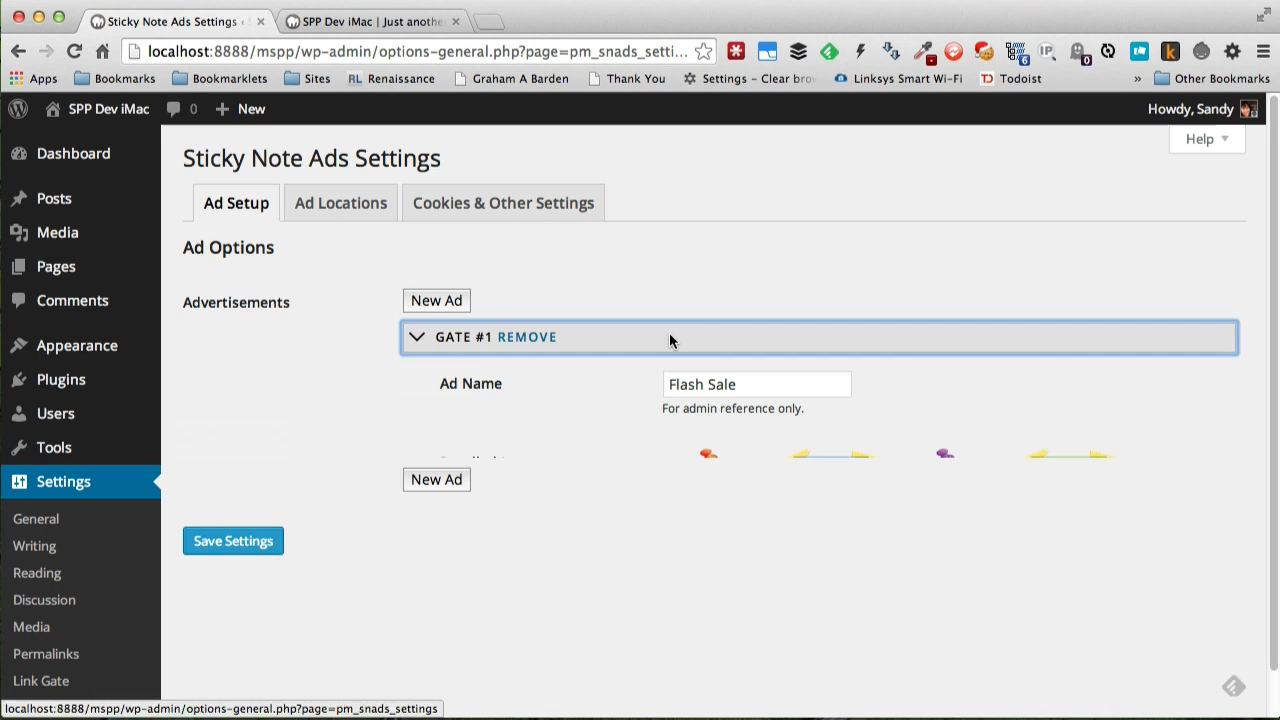 Sticky Note Ads Settings ‹
SPP Dev iMac | Just anothe
localhost:8888/mspp/wp-admin/options-general.php?page=pm_snads_setti...
Apps
Bookmarks
Bookmarklets
Sites
RL Renaissance
Graham A Barden
Thank You
Settings – Clear brow
Linksys Smart Wi-Fi
Todoist
»
Other Bookmarks
SPP Dev iMac
0
New
Howdy, Sandy
Help
Dashboard
Posts
Media
Pages
Comments
Appearance
Plugins
Users
Tools
Settings
General
Writing
Reading
Discussion
Media
Permalinks
Link Gate
Sticky Note Ads Settings
Ad Setup
Ad Locations
Cookies & Other Settings
Ad Options
Advertisements
New Ad
GATE #1 REMOVE
Ad Name
Flash Sale
For admin reference only.
New Ad
Save Settings
localhost:8888/mspp/wp-admin/options-general.php?page=pm_snads_settings